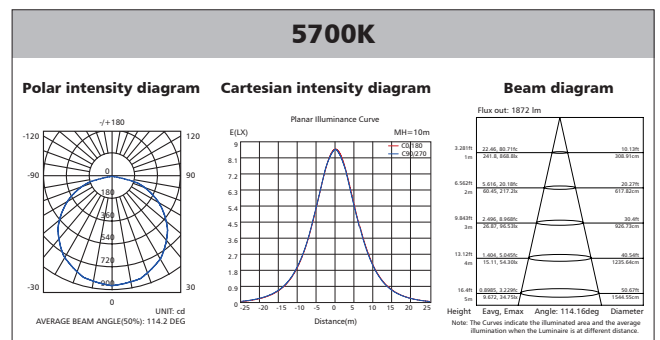 5700K
Polar intensity diagram
Cartesian intensity diagram
Beam diagram
-/+180
-120
120
-90
90
-30
30
0
0
180
360
540
720
900
UNIT: cd
AVERAGE BEAM ANGLE(50%): 114.2 DEG
Planar Illuminance Curve
E(LX)
MH=10m
C0/180
C90/270
9
8.1
7.2
6.3
5.4
4.5
3.6
2.7
1.8
0.9
0
-25 -20 -15 -10 -5 0 5 10 15 20 25
Distance(m)
Flux out: 1872 lm
3.281ft 22.46, 80.71fc 10.13ft
1m 241.8, 868.8lx 308.91cm
6.562ft 5.616, 20.18fc 20.27ft
2m 60.45, 217.2lx 617.82cm
9.843ft 2.496, 8.968fc 30.4ft
3m 26.87, 96.53lx 926.73cm
13.12ft 1.404, 5.045fc 40.54ft
4m 15.11, 54.30lx 1235.64cm
16.4ft 0.8985, 3.229fc 50.67ft
5m 9.672, 34.75lx 1544.55cm
Height Eavg, Emax Angle: 114.16deg Diameter
Note: The Curves indicate the illuminated area and the average
illumination when the Luminaire is at different distance.